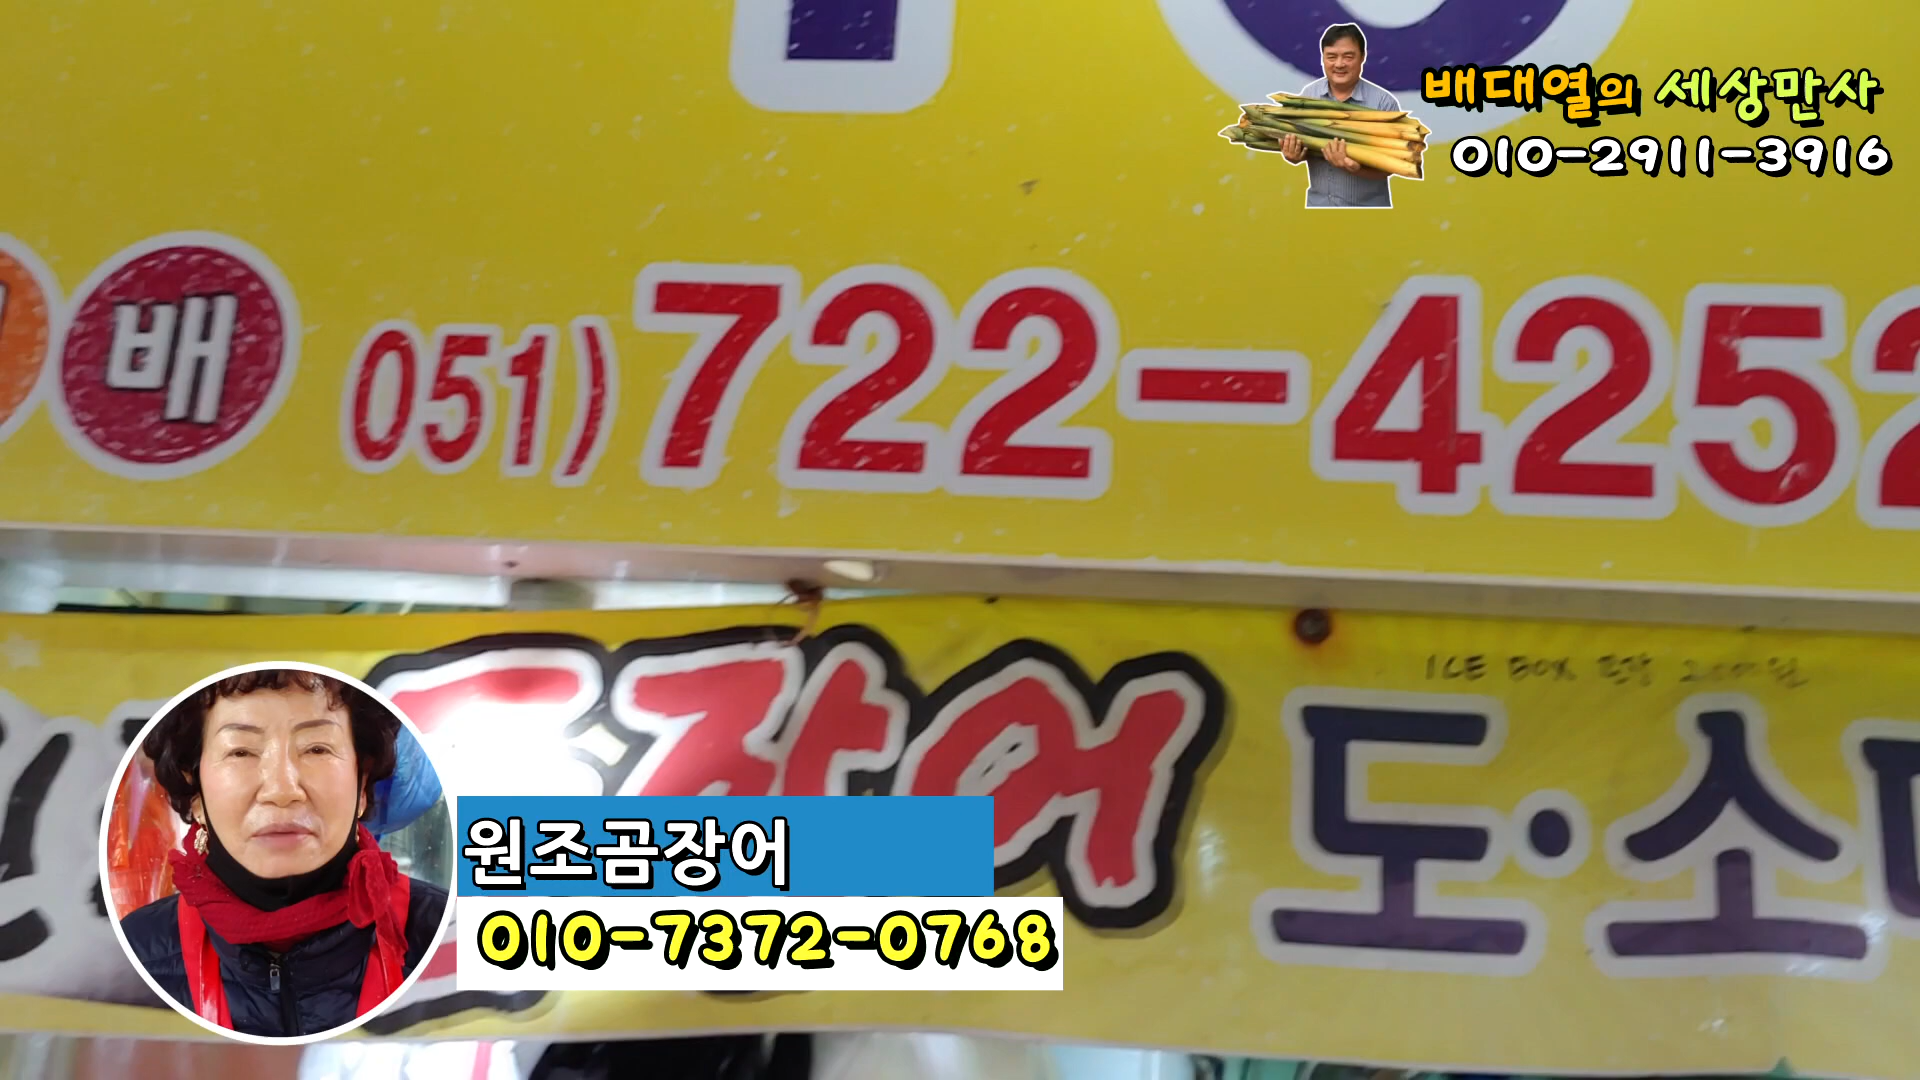 배대열의 세상만사
010-2911-3916
배 051)722-4252
ICE BOX
장어 도·소
원조곰장어
010-7372-0768